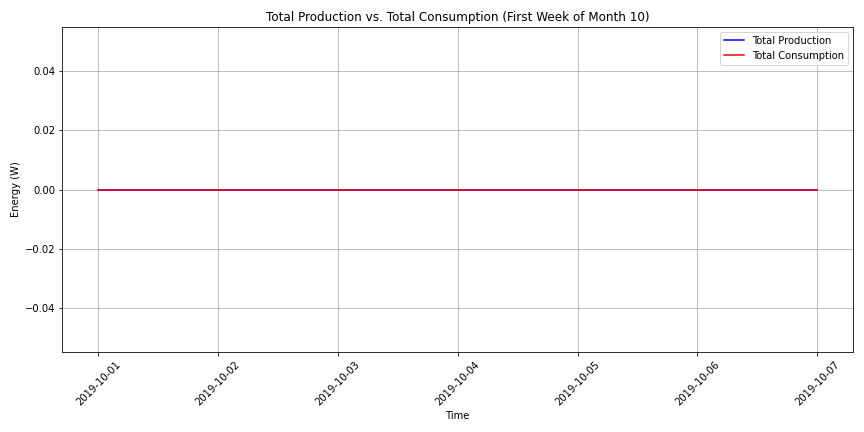 Total Production vs. Total Consumption (First Week of Month 10)
Total Production
Total Consumption
Energy (W)
0.04
0.02
0.00
−0.02
−0.04
2019-10-01
2019-10-02
2019-10-03
2019-10-04
2019-10-05
2019-10-06
2019-10-07
Time